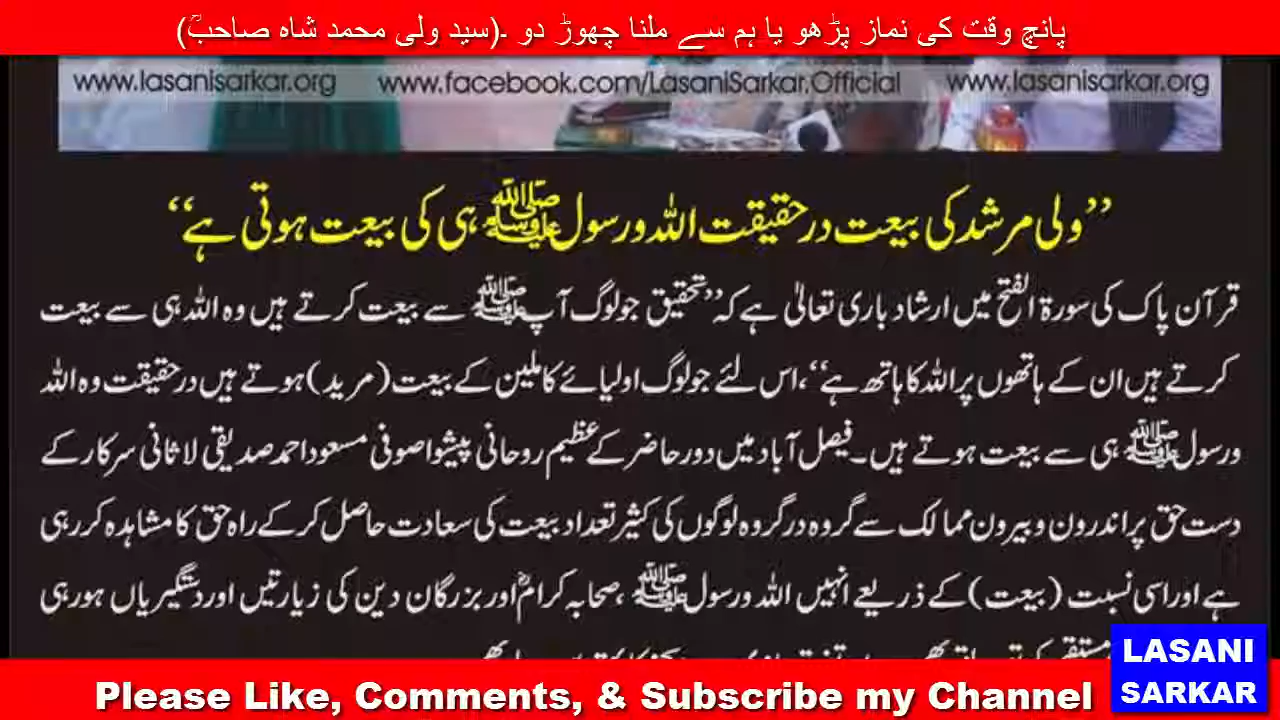 پانچ وقت کی نماز پڑھو یا ہم سے ملنا چھوڑ دو ۔(سید ولی محمد شاہ صاحبؒ)
www.lasanisarkar.org www.facebook.com/LasaniSarkar.Official www.lasanisarkar.org
’’ولی مرشد کی بیعت درحقیقت اللہ ورسول ﷺ ہی کی بیعت ہوتی ہے‘‘
قرآن پاک کی سورۃ الفتح میں ارشاد باری تعالیٰ ہے کہ ’’تحقیق جولوگ آپ ﷺ سے بیعت کرتے ہیں وہ اللہ ہی سے بیعت
کرتے ہیں ان کے ہاتھوں پر اللہ کا ہاتھ ہے‘‘،اس لئے جولوگ اولیائے کاملین کے بیعت (مرید) ہوتے ہیں درحقیقت وہ اللہ
ورسول ﷺ ہی سے بیعت ہوتے ہیں۔ فیصل آباد میں دورحاضر کے عظیم روحانی پیشوا صوفی مسعود احمد صدیقی لاثانی سرکار کے
دست حق پر اندرون وبیرون ممالک سے گروہ در گروہ لوگوں کی کثیر تعداد بیعت کی سعادت حاصل کر کے راہ حق کا مشاہدہ کر رہی
ہے اور اسی نسبت (بیعت) کے ذریعے انہیں اللہ ورسول ﷺ ،صحابہ کرامؓ اور بزرگان دین کی زیارتیں اور دستگیریاں ہو رہی
LASANI
SARKAR
Please Like, Comments, & Subscribe my Channel